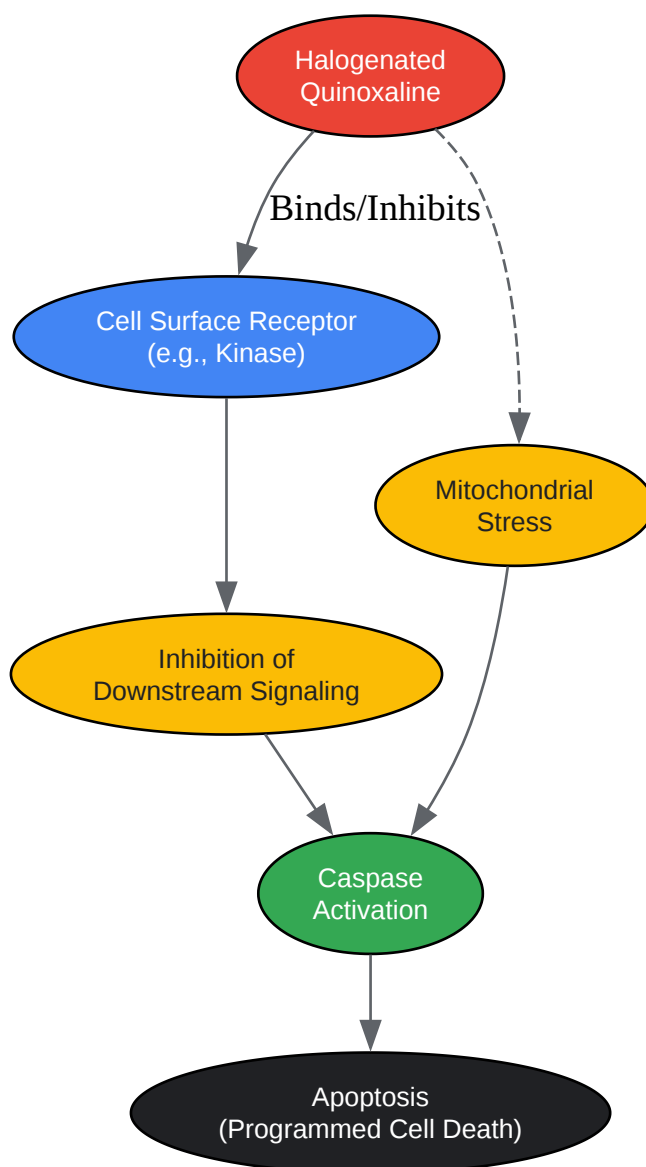 Halogenated
Quinoxaline
Binds/Inhibits
Cell Surface Receptor
(e.g., Kinase)
Mitochondrial
Stress
Inhibition of
Downstream Signaling
Caspase
Activation
Apoptosis
(Programmed Cell Death)